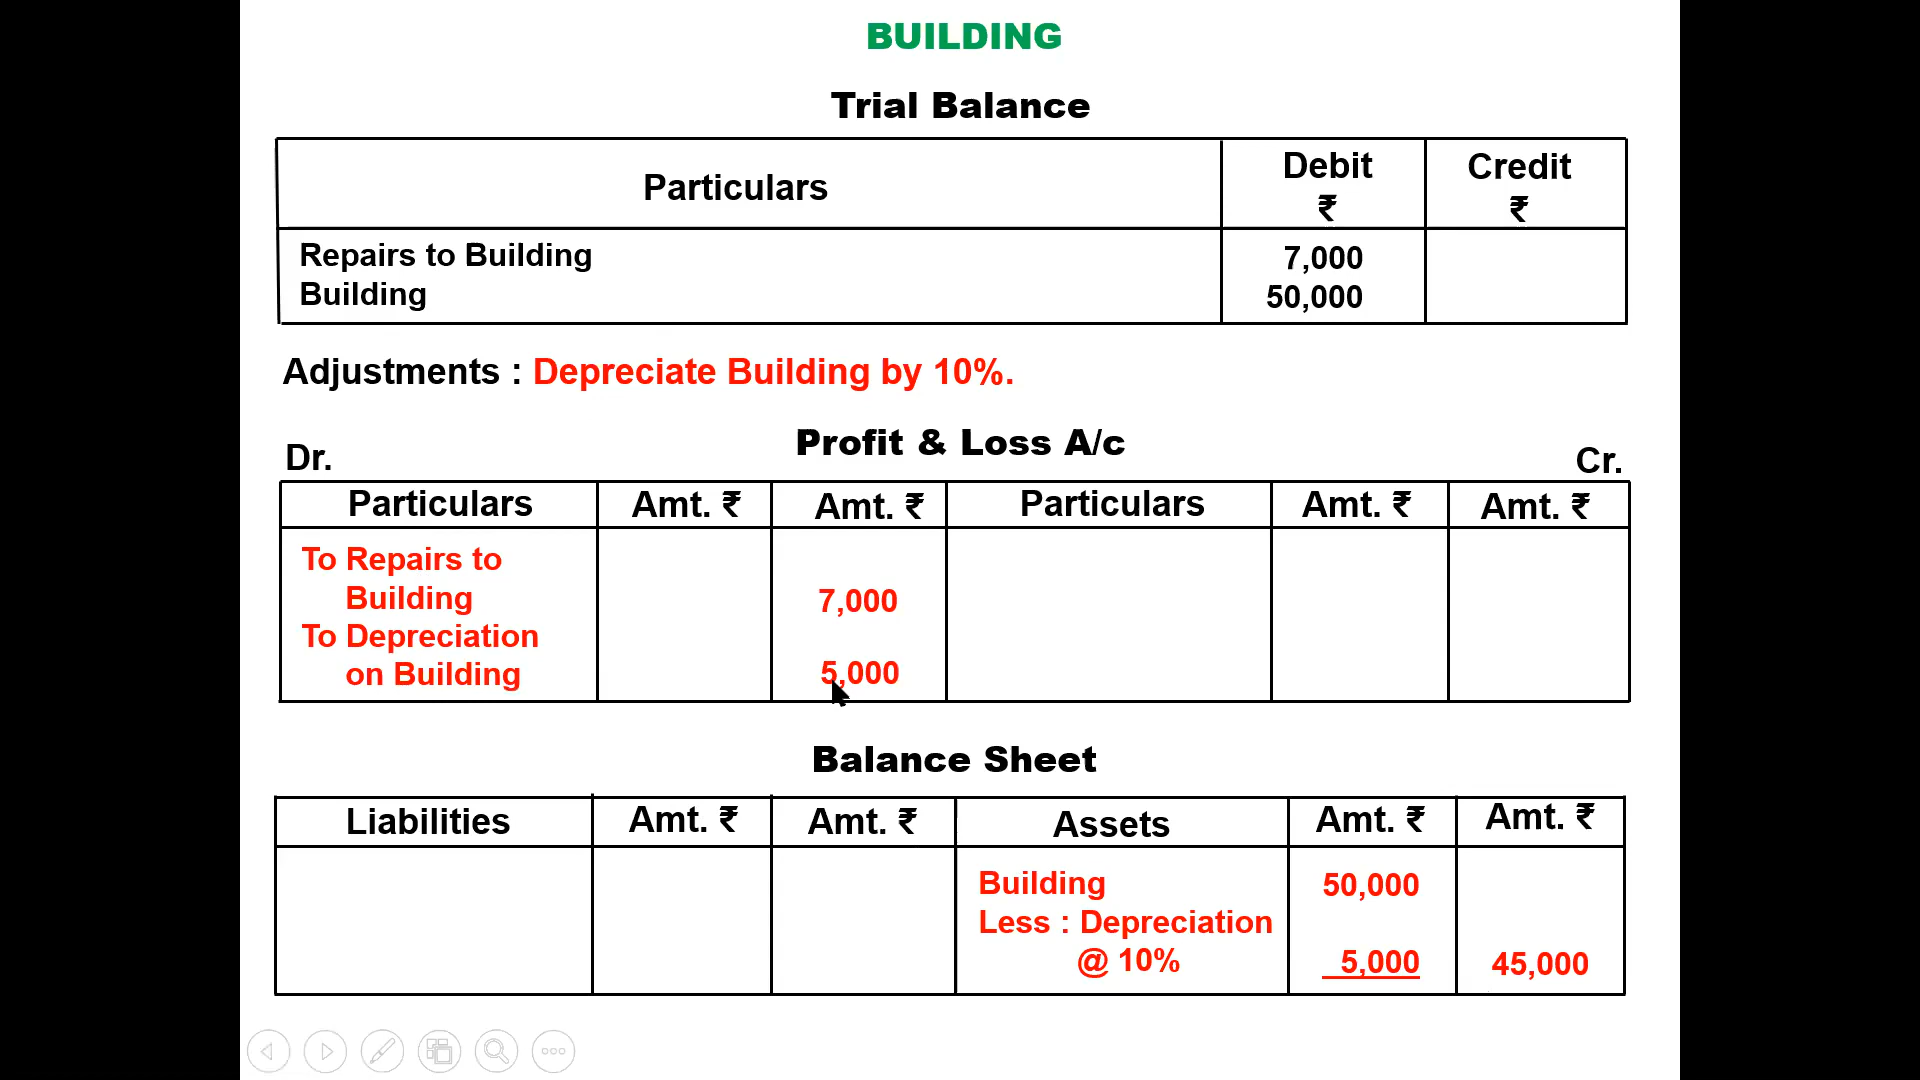 BUILDING
Trial Balance
Particulars Debit ₹ Credit ₹
Repairs to Building 7,000
Building 50,000
Adjustments : Depreciate Building by 10%.
Profit & Loss A/c
Dr. Cr.
Particulars Amt. ₹ Amt. ₹ Particulars Amt. ₹ Amt. ₹
To Repairs to
Building 7,000
To Depreciation
on Building 5,000
Balance Sheet
Liabilities Amt. ₹ Amt. ₹ Assets Amt. ₹ Amt. ₹
Building 50,000
Less : Depreciation
@ 10% 5,000 45,000